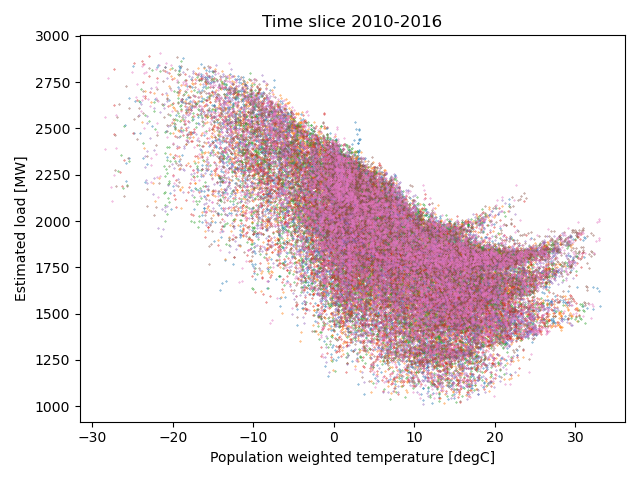 Time slice 2010-2016
3000
2750
2500
2250
2000
1750
1500
1250
1000
Estimated load [MW]
−30 −20 −10 0 10 20 30
Population weighted temperature [degC]